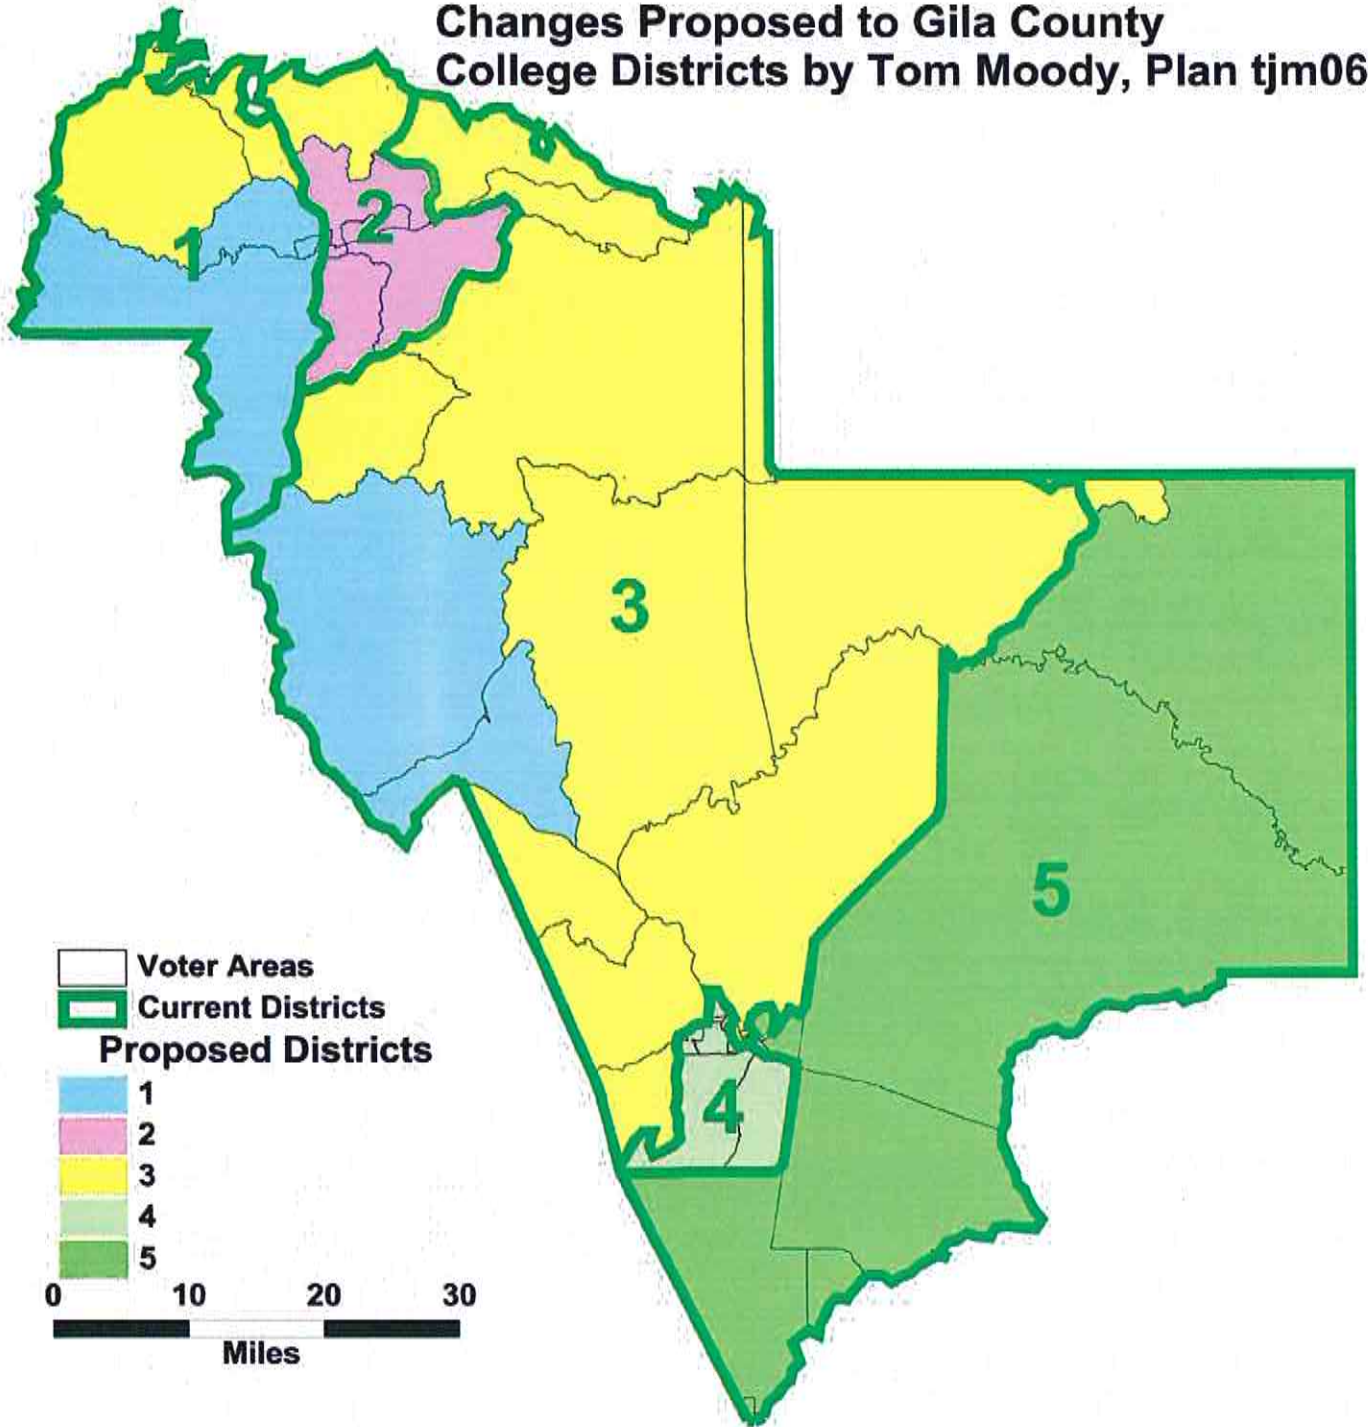 Changes Proposed to Gila County
College Districts by Tom Moody, Plan tjm06
1
2
3
5
4
Voter Areas
Current Districts
Proposed Districts
1
2
3
4
5
0 10 20 30
Miles